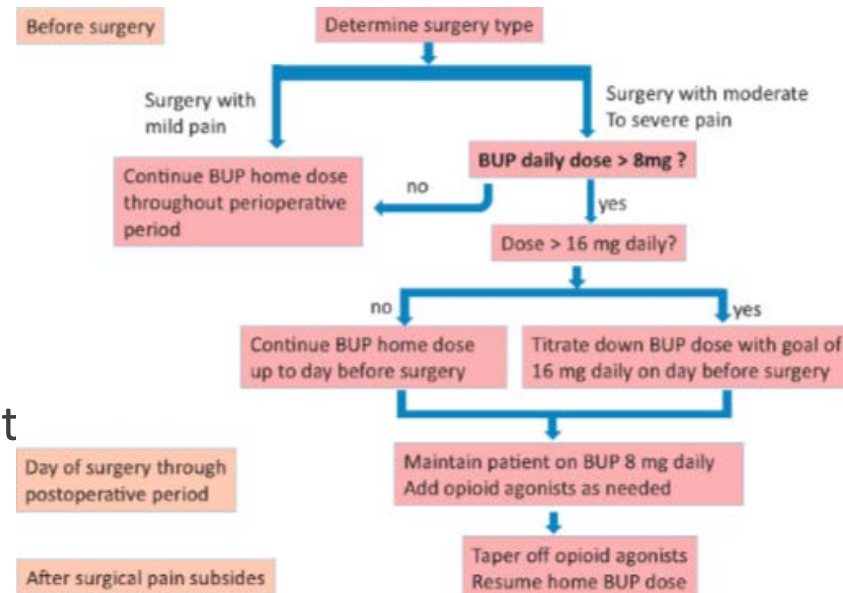 Before surgery
Determine surgery type
Surgery with
mild pain
Surgery with moderate
To severe pain
BUP daily dose > 8mg ?
Continue BUP home dose
throughout perioperative
period
no
yes
Dose > 16 mg daily?
no
yes
Continue BUP home dose
up to day before surgery
Titrate down BUP dose with goal of
16 mg daily on day before surgery
t
Day of surgery through
postoperative period
Maintain patient on BUP 8 mg daily
Add opioid agonists as needed
After surgical pain subsides
Taper off opioid agonists
Resume home BUP dose